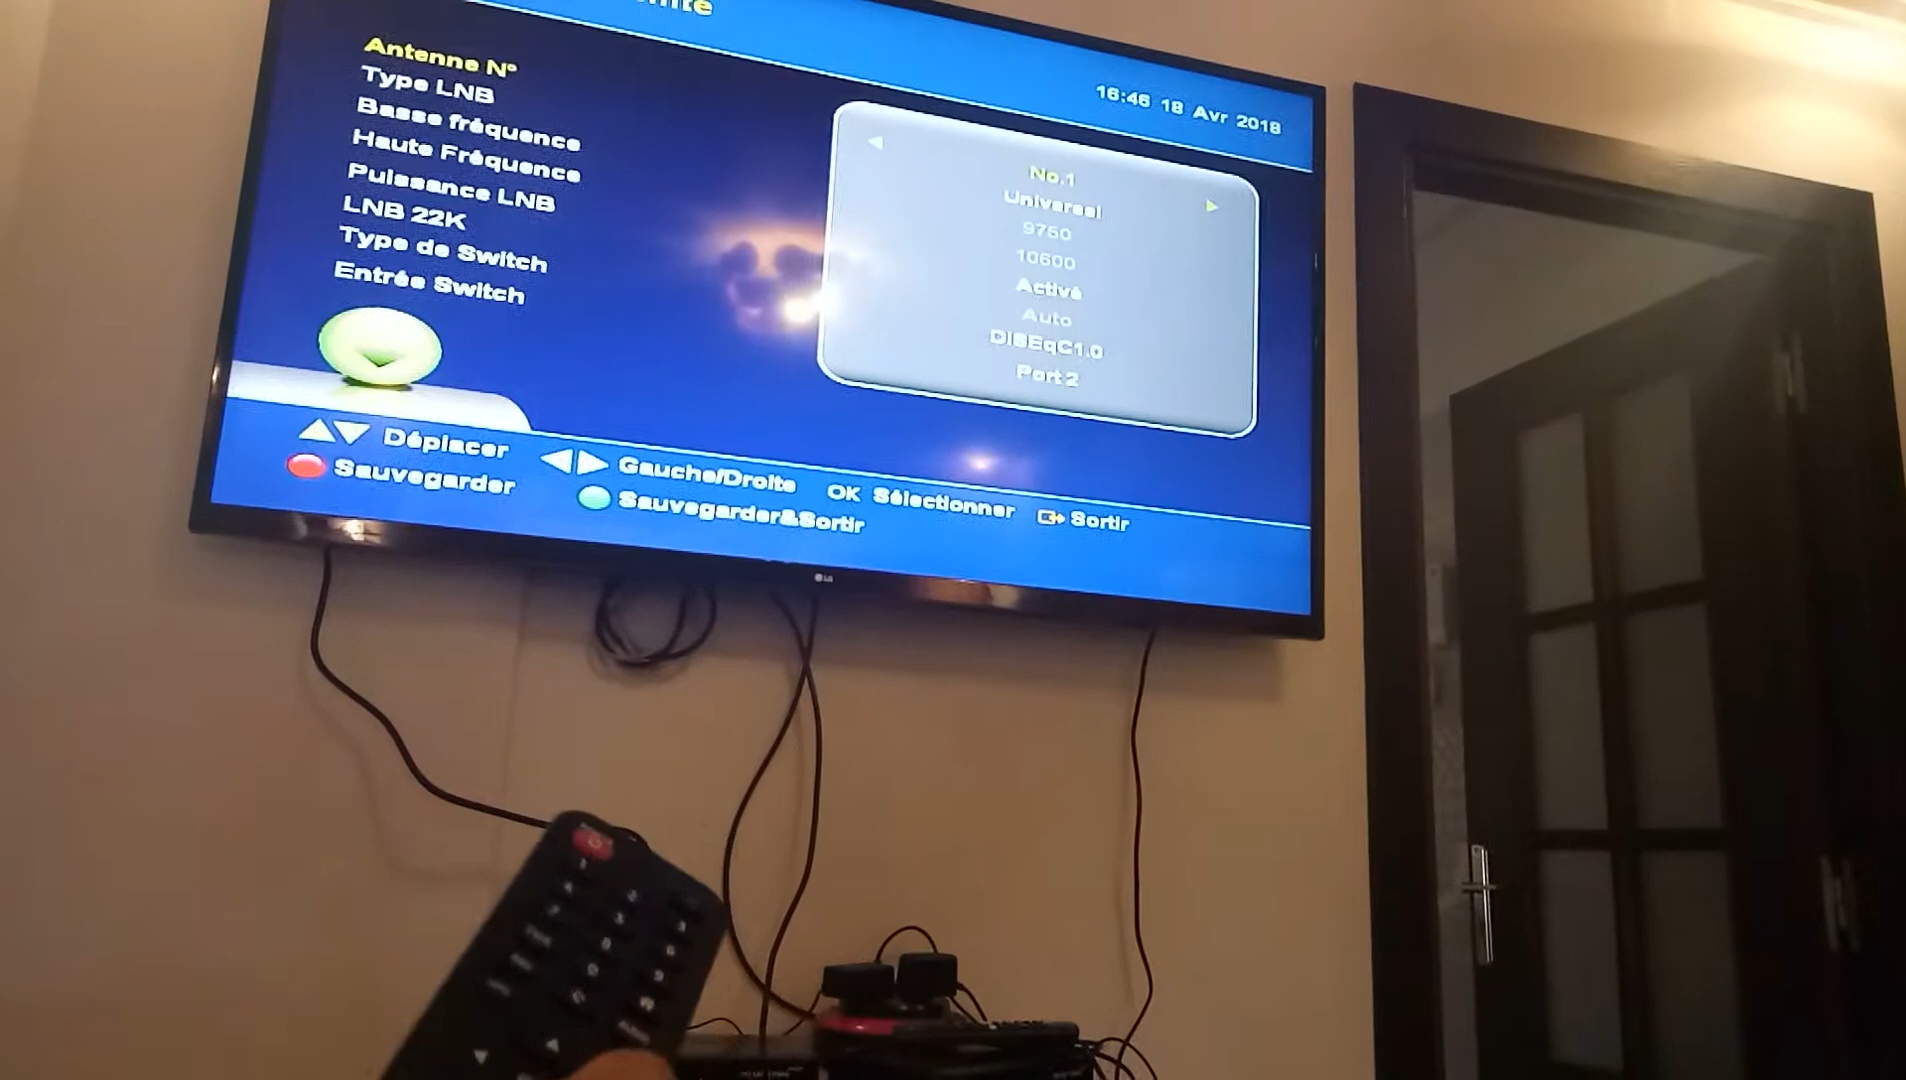 16:46 18 Avr 2018
Antenne N°
Type LNB
Basse fréquence
Haute Fréquence
Puissance LNB
LNB 22K
Type de Switch
Entrée Switch
No.1
Universel
9750
10600
Activé
Auto
DiSEqC1.0
Port 2
Déplacer
Gauche/Droite
OK Sélectionner
Sortir
Sauvegarder
Sauvegarder&Sortir
LG